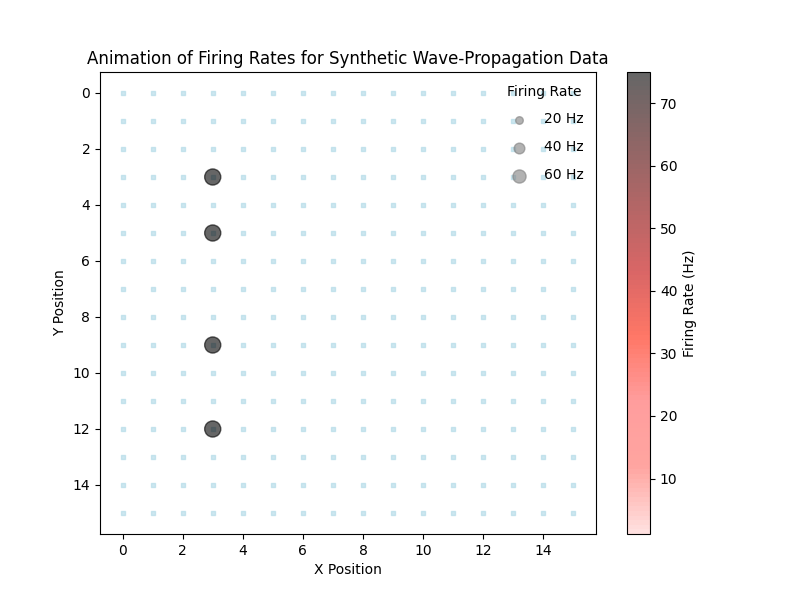 Animation of Firing Rates for Synthetic Wave-Propagation Data
Firing Rate
20 Hz
40 Hz
60 Hz
0
2
4
6
8
10
12
14
Y Position
0 2 4 6 8 10 12 14
X Position
70
60
50
40
30
20
10
Firing Rate (Hz)